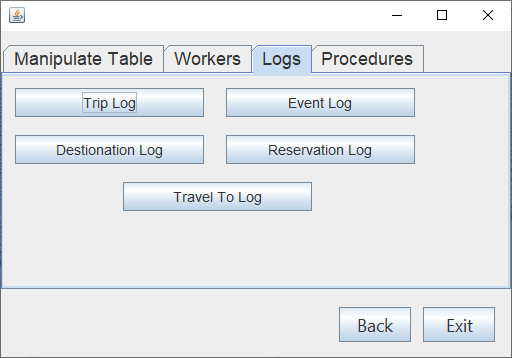 Manipulate Table Workers Logs Procedures
Trip Log Event Log
Destionation Log Reservation Log
Travel To Log
Back Exit